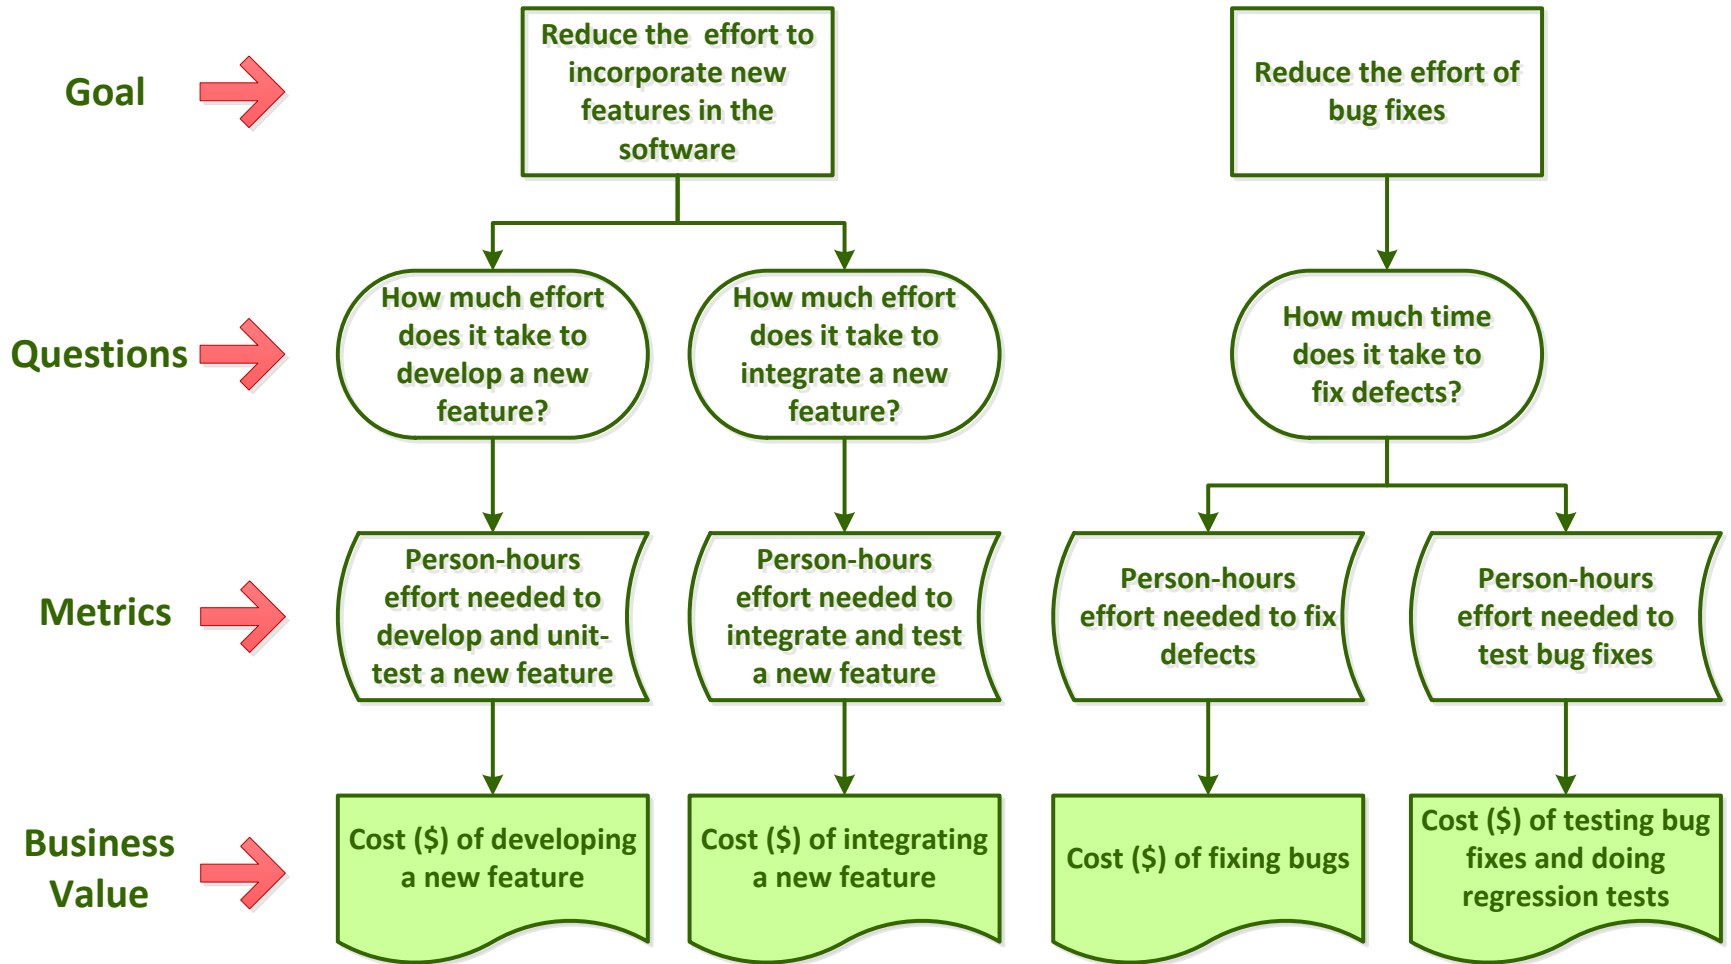 Goal
Reduce the effort to
incorporate new
features in the
software
Reduce the effort of
bug fixes
Questions
How much effort
does it take to
develop a new
feature?
How much effort
does it take to
integrate a new
feature?
How much time
does it take to
fix defects?
Metrics
Person-hours
effort needed to
develop and unit-
test a new feature
Person-hours
effort needed to
integrate and test
a new feature
Person-hours
effort needed to fix
defects
Person-hours
effort needed to
test bug fixes
Business
Value
Cost ($) of developing
a new feature
Cost ($) of integrating
a new feature
Cost ($) of fixing bugs
Cost ($) of testing bug
fixes and doing
regression tests